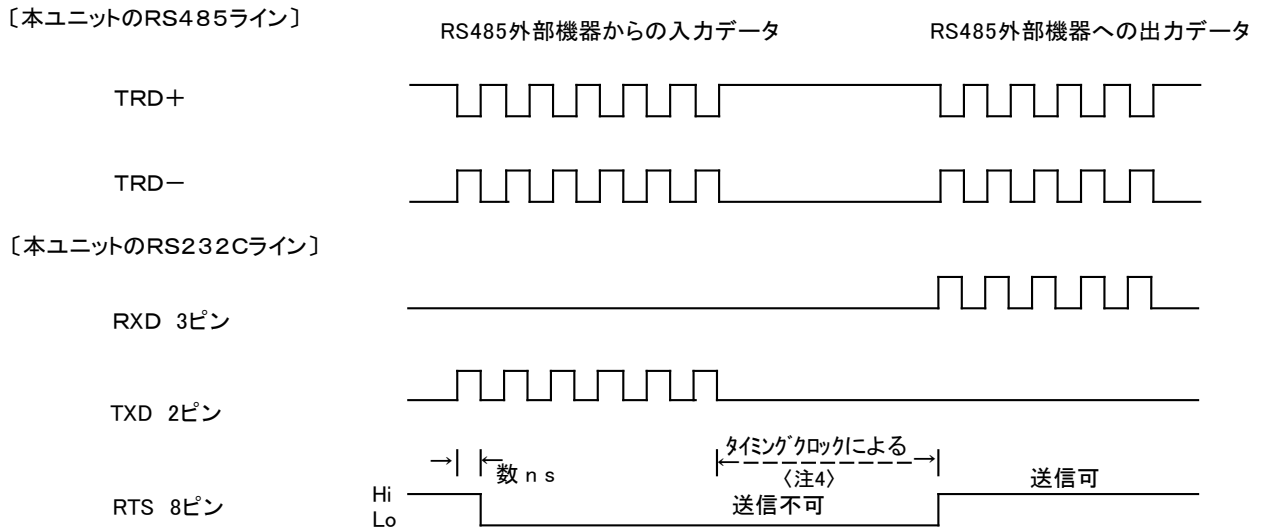 〔本ユニットのRS485ライン〕
RS485外部機器からの入力データ
RS485外部機器への出力データ
TRD+
TRD-
〔本ユニットのRS232Cライン〕
RXD 3ピン
TXD 2ピン
タイミングクロックによる
→ ←
数ns
← →
〈注4〉
送信可
Hi
送信不可
RTS 8ピン
Lo